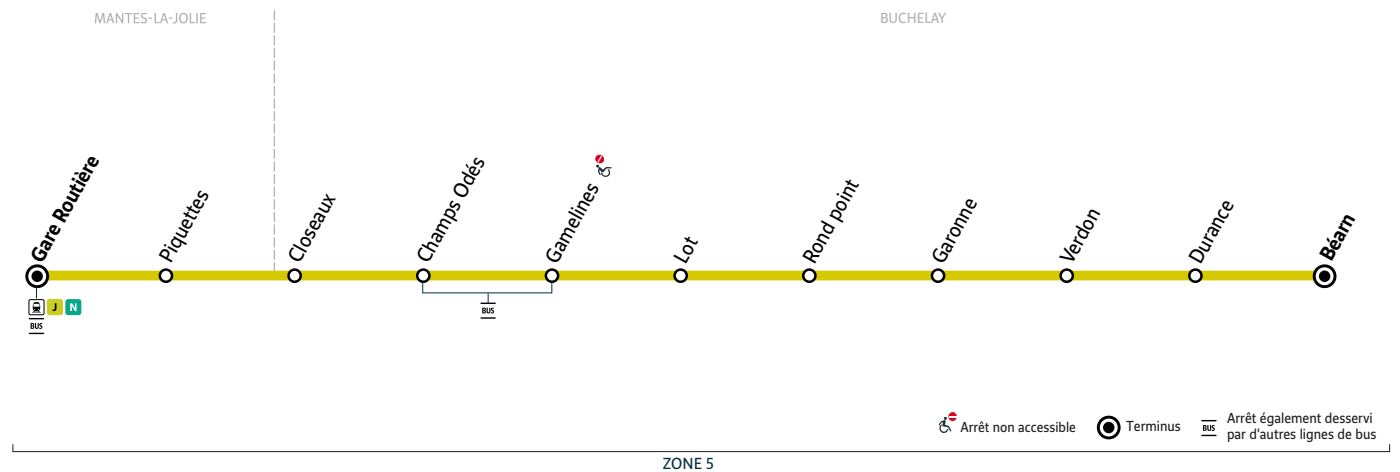 MANTES-LA-JOLIE
BUCHELAY
Gare Routière
Piquettes
Closeaux
Champs Odés
Gamelines
Lot
Rond point
Garonne
Verdon
Durance
Béarn
J N
BUS
BUS
Arrêt non accessible
Terminus
BUS
Arrêt également desservi
par d'autres lignes de bus
ZONE 5